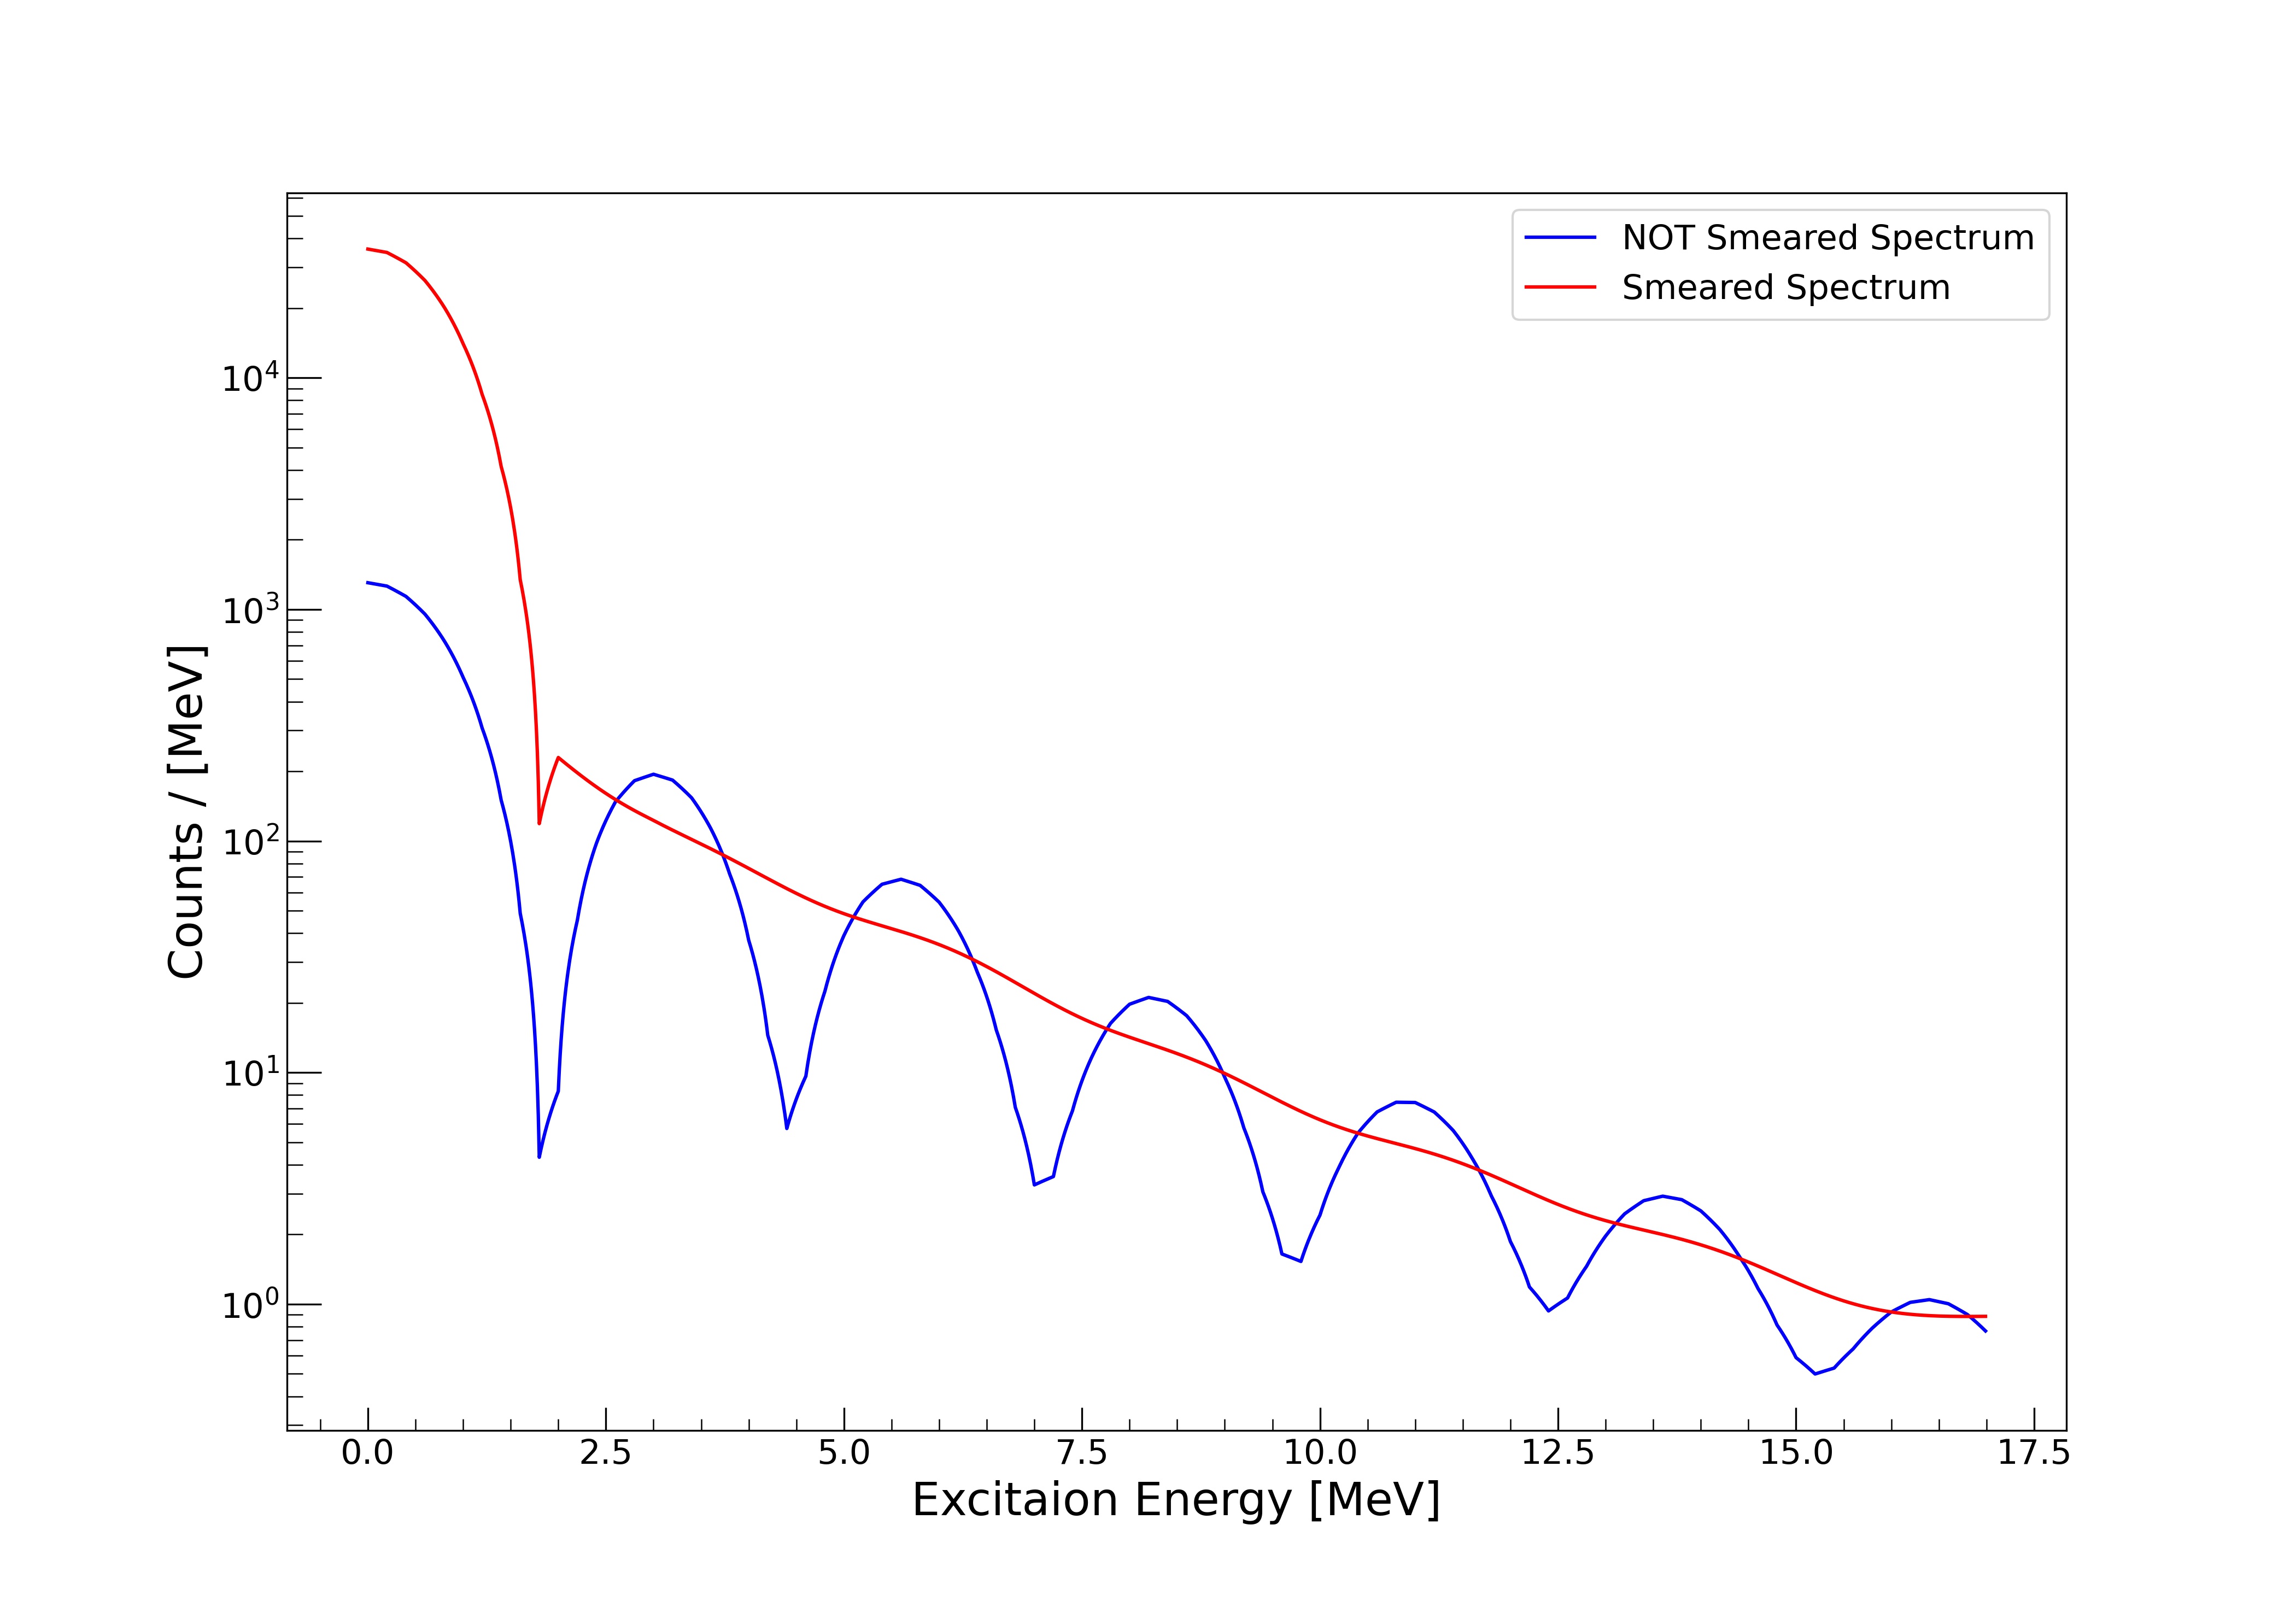 NOT Smeared Spectrum
Smeared Spectrum
10^4
10^3
10^2
10^1
10^0
Counts / [MeV]
0.0 2.5 5.0 7.5 10.0 12.5 15.0 17.5
Excitaion Energy [MeV]